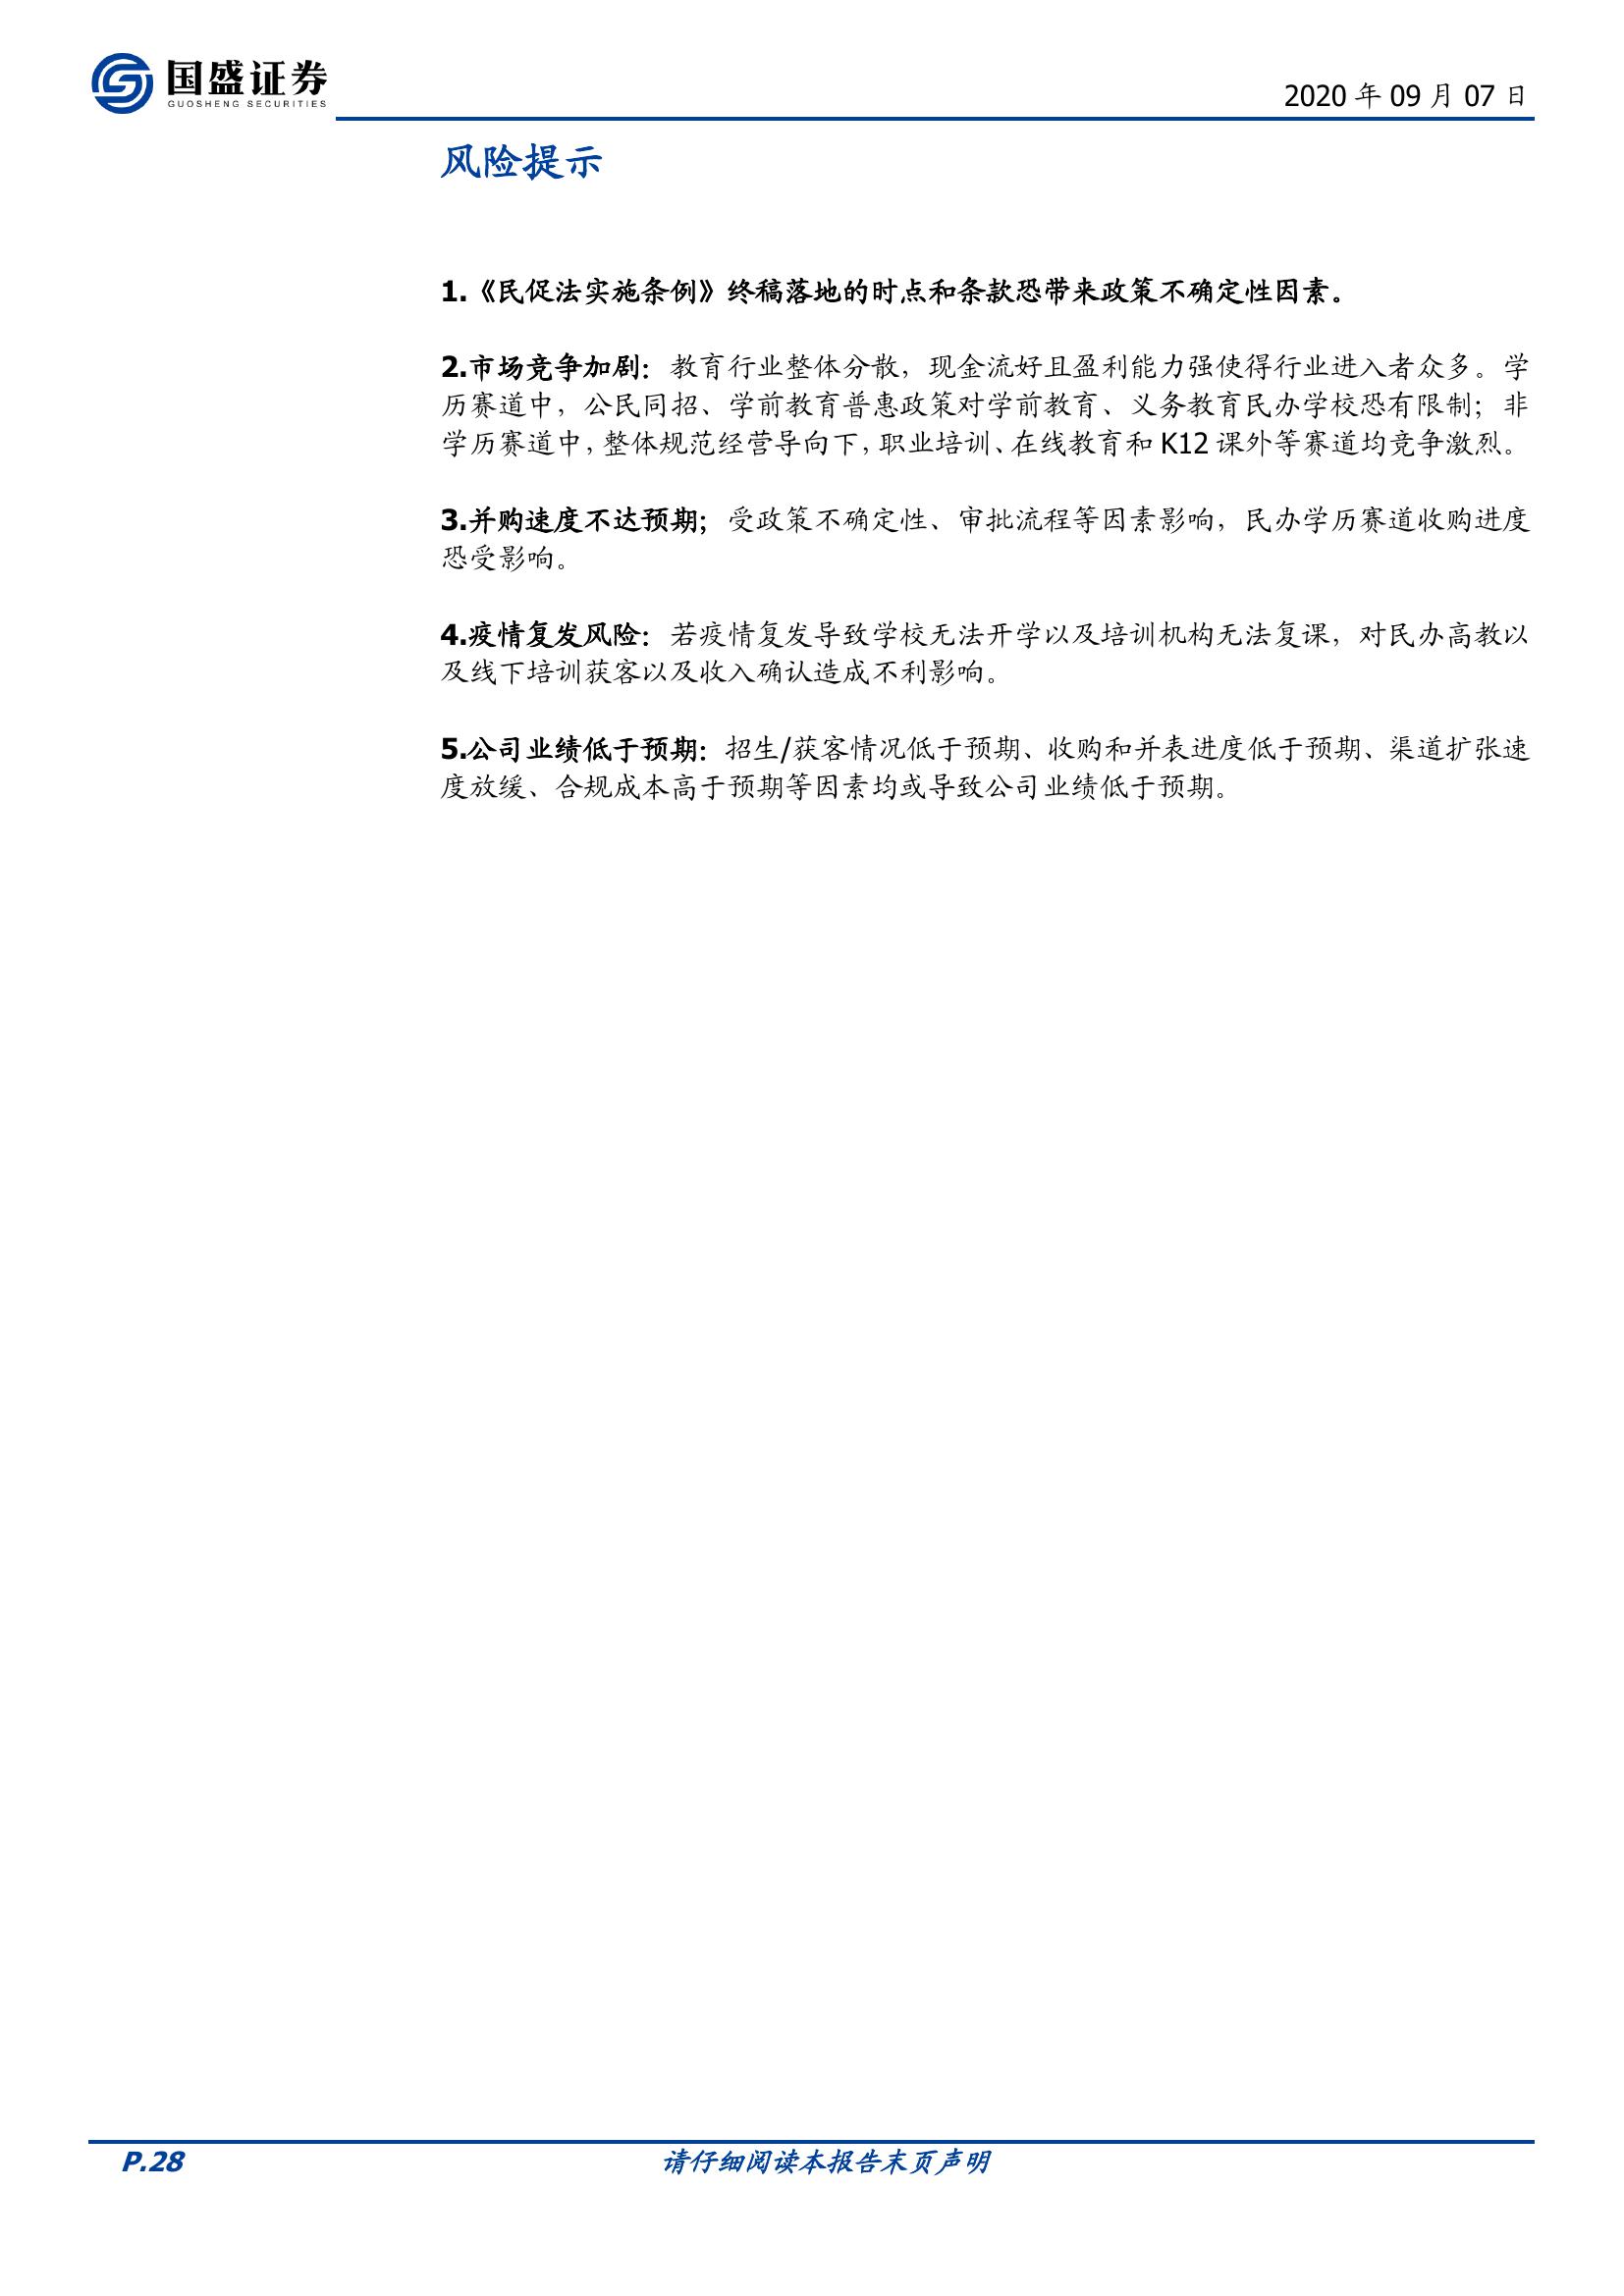 国盛证券
GUOSHENG SECURITIES
2020 年 09 月 07 日
风险提示
1.《民促法实施条例》终稿落地的时点和条款恐带来政策不确定性因素。
2.市场竞争加剧：教育行业整体分散，现金流好且盈利能力强使得行业进入者众多。学
历赛道中，公民同招、学前教育普惠政策对学前教育、义务教育民办学校恐有限制；非
学历赛道中，整体规范经营导向下，职业培训、在线教育和 K12 课外等赛道均竞争激烈。
3.并购速度不达预期；受政策不确定性、审批流程等因素影响，民办学历赛道收购进度
恐受影响。
4.疫情复发风险：若疫情复发导致学校无法开学以及培训机构无法复课，对民办高教以
及线下培训获客以及收入确认造成不利影响。
5.公司业绩低于预期：招生/获客情况低于预期、收购和并表进度低于预期、渠道扩张速
度放缓、合规成本高于预期等因素均或导致公司业绩低于预期。
P.28
请仔细阅读本报告末页声明